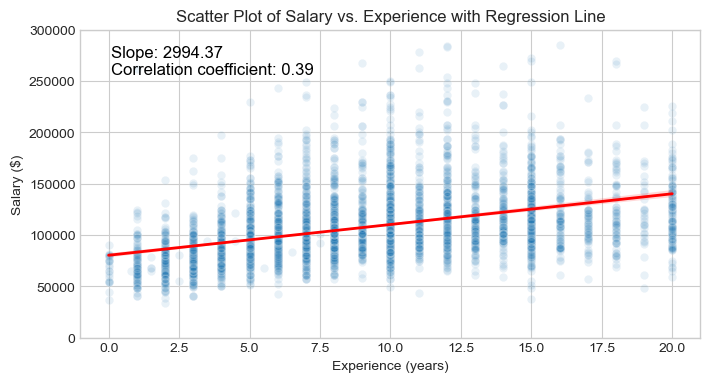 Scatter Plot of Salary vs. Experience with Regression Line
Slope: 2994.37
Correlation coefficient: 0.39
Salary ($)
300000
250000
200000
150000
100000
50000
0
0.0 2.5 5.0 7.5 10.0 12.5 15.0 17.5 20.0
Experience (years)